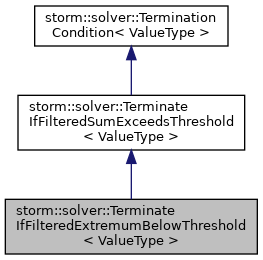 storm::solver::Termination
Condition< ValueType >
storm::solver::Terminate
IfFilteredSumExceedsThreshold
< ValueType >
storm::solver::Terminate
IfFilteredExtremumBelowThreshold
< ValueType >